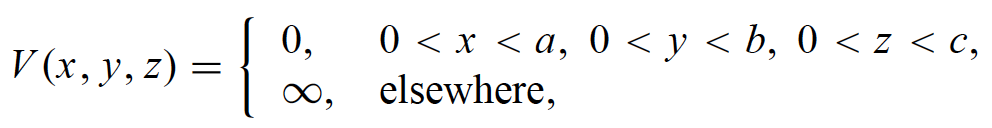 V(x, y, z) = { 0, 0 < x < a, 0 < y < b, 0 < z < c,
∞, elsewhere,